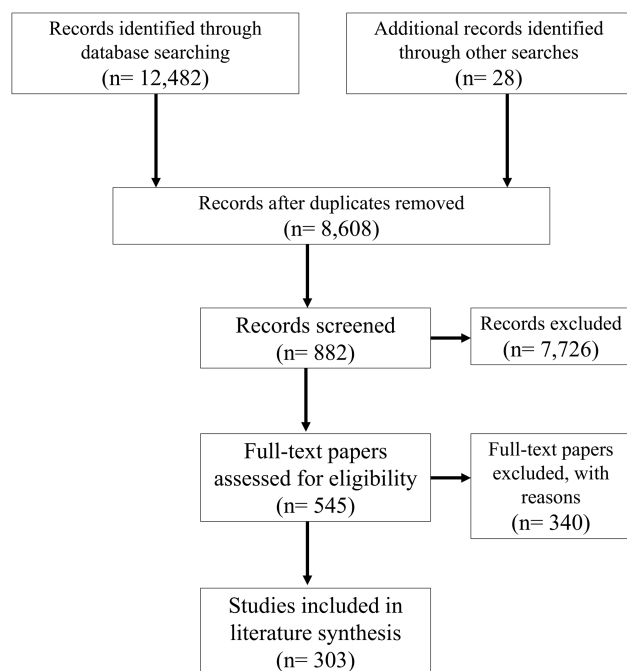 Records identified through
database searching
(n= 12,482)
Additional records identified
through other searches
(n= 28)
Records after duplicates removed
(n= 8,608)
Records screened
(n= 882)
Records excluded
(n= 7,726)
Full-text papers
assessed for eligibility
(n= 545)
Full-text papers
excluded, with
reasons
(n= 340)
Studies included in
literature synthesis
(n= 303)